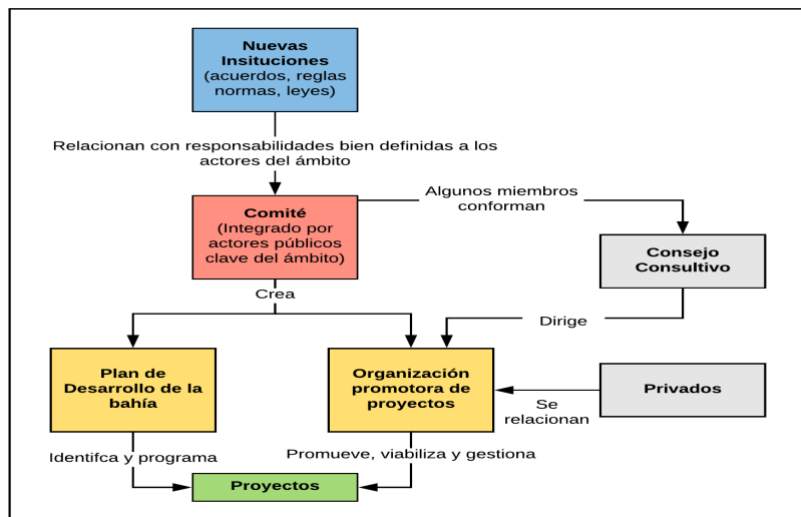 Nuevas
Insituciones
(acuerdos, reglas
normas, leyes)
Relacionan con responsabilidades bien definidas a los
actores del ámbito
Algunos miembros
conforman
Comité
(Integrado por
actores públicos
clave del ámbito)
Consejo
Consultivo
Crea
Dirige
Plan de
Desarrollo de la
bahía
Organización
promotora de
proyectos
Privados
Se
relacionan
Identifca y programa
Promueve, viabiliza y gestiona
Proyectos